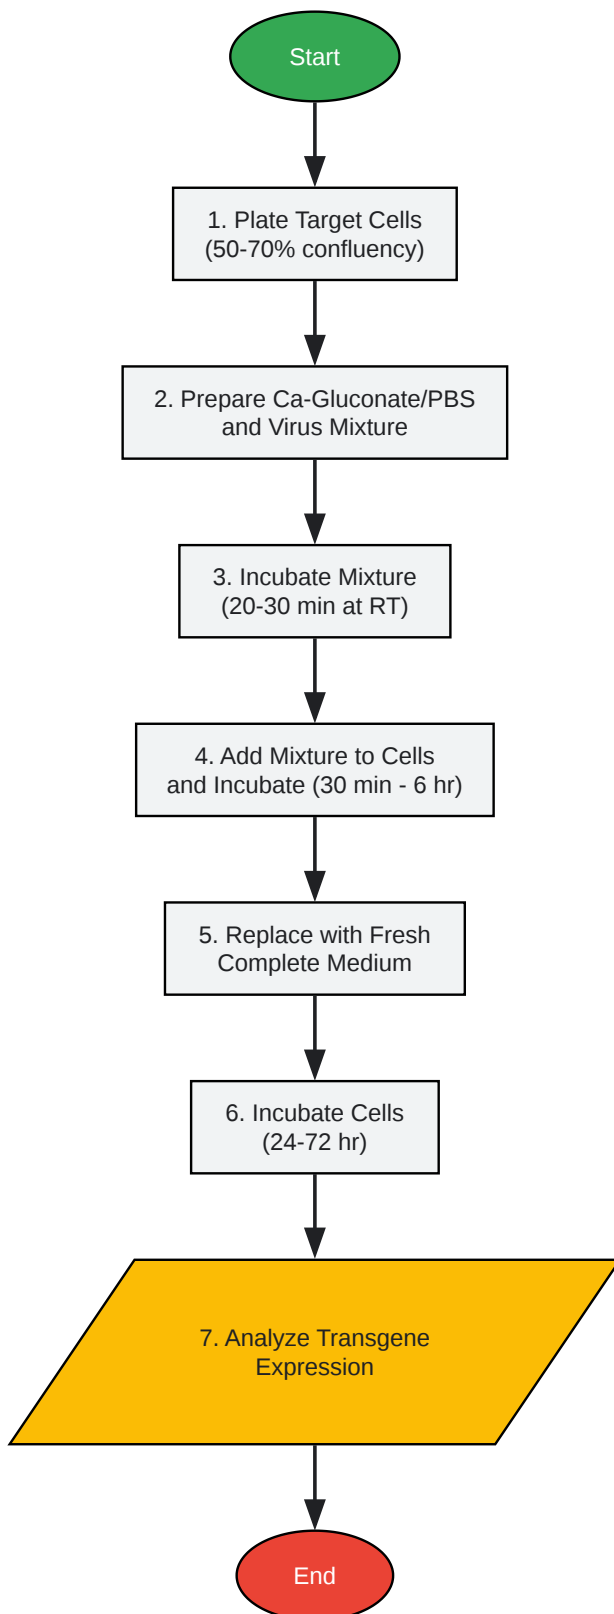 Start
1. Plate Target Cells
(50-70% confluency)
2. Prepare Ca-Gluconate/PBS
and Virus Mixture
3. Incubate Mixture
(20-30 min at RT)
4. Add Mixture to Cells
and Incubate (30 min - 6 hr)
5. Replace with Fresh
Complete Medium
6. Incubate Cells
(24-72 hr)
7. Analyze Transgene
Expression
End